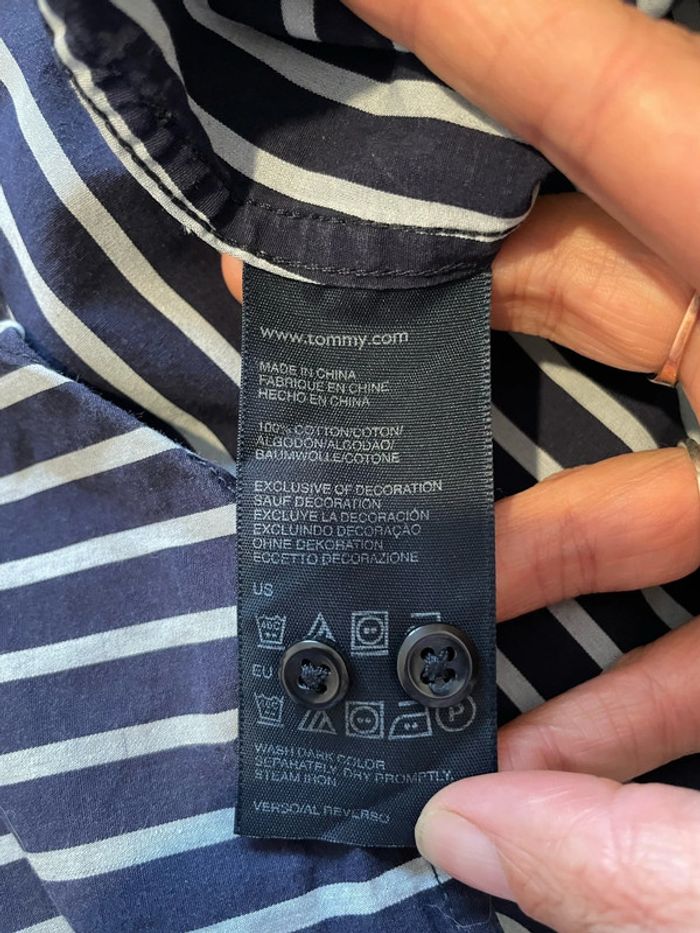 www.tommy.com
MADE IN CHINA
FABRIQUÉ EN CHINE
HECHO EN CHINA
100% COTTON/COTON/
ALGODÓN/ALGODÃO/
BAUMWOLLE/COTONE
EXCLUSIVE OF DECORATION
SAUF DECORATION
EXCLUYE LA DECORACIÓN
EXCLUINDO DECORAÇÃO
OHNE DEKORATION
ECCETTO DECORAZIONE
US
EU
P
WASH DARK COLOR
SEPARATELY. DRY PROMPTLY.
STEAM IRON
VERSO/AL REVERSO